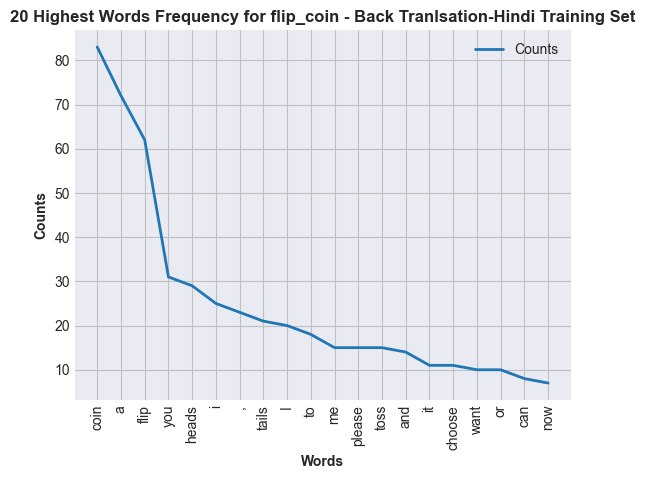 20 Highest Words Frequency for flip_coin - Back Tranlsation-Hindi Training Set
Counts
80
70
60
50
40
30
20
10
Counts
coin
a
flip
you
heads
i
,
tails
I
to
me
please
toss
and
it
choose
want
or
can
now
Words